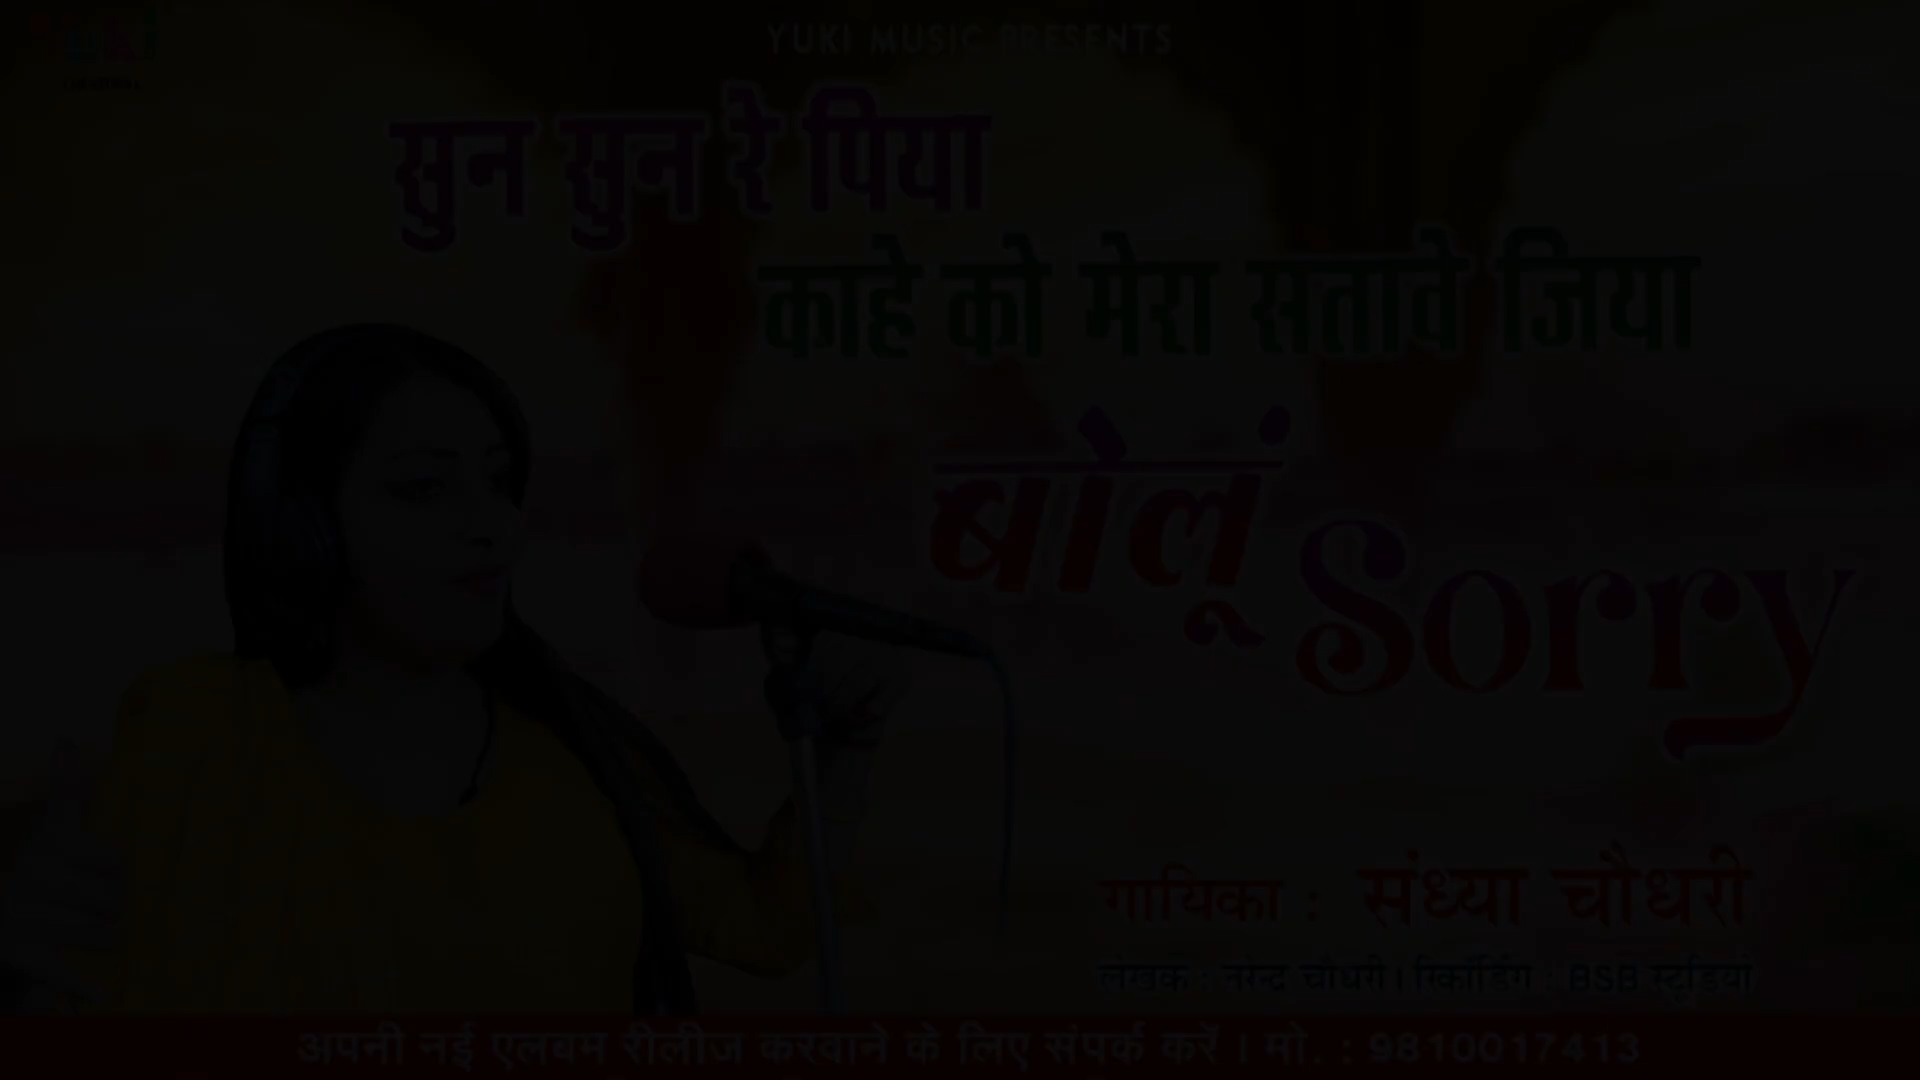 YUKI MUSIC PRESENTS
सुन सुन रे पिया
काहे को मेरा सतावे जिया
बोलूं Sorry
गायिका : संध्या चौधरी
लेखक : नरेन्द्र चौधरी । रिकॉर्डिंग : BSB स्टूडियो
अपनी नई एलबम रीलीज करवाने के लिए संपर्क करें । मो. : 9810017413